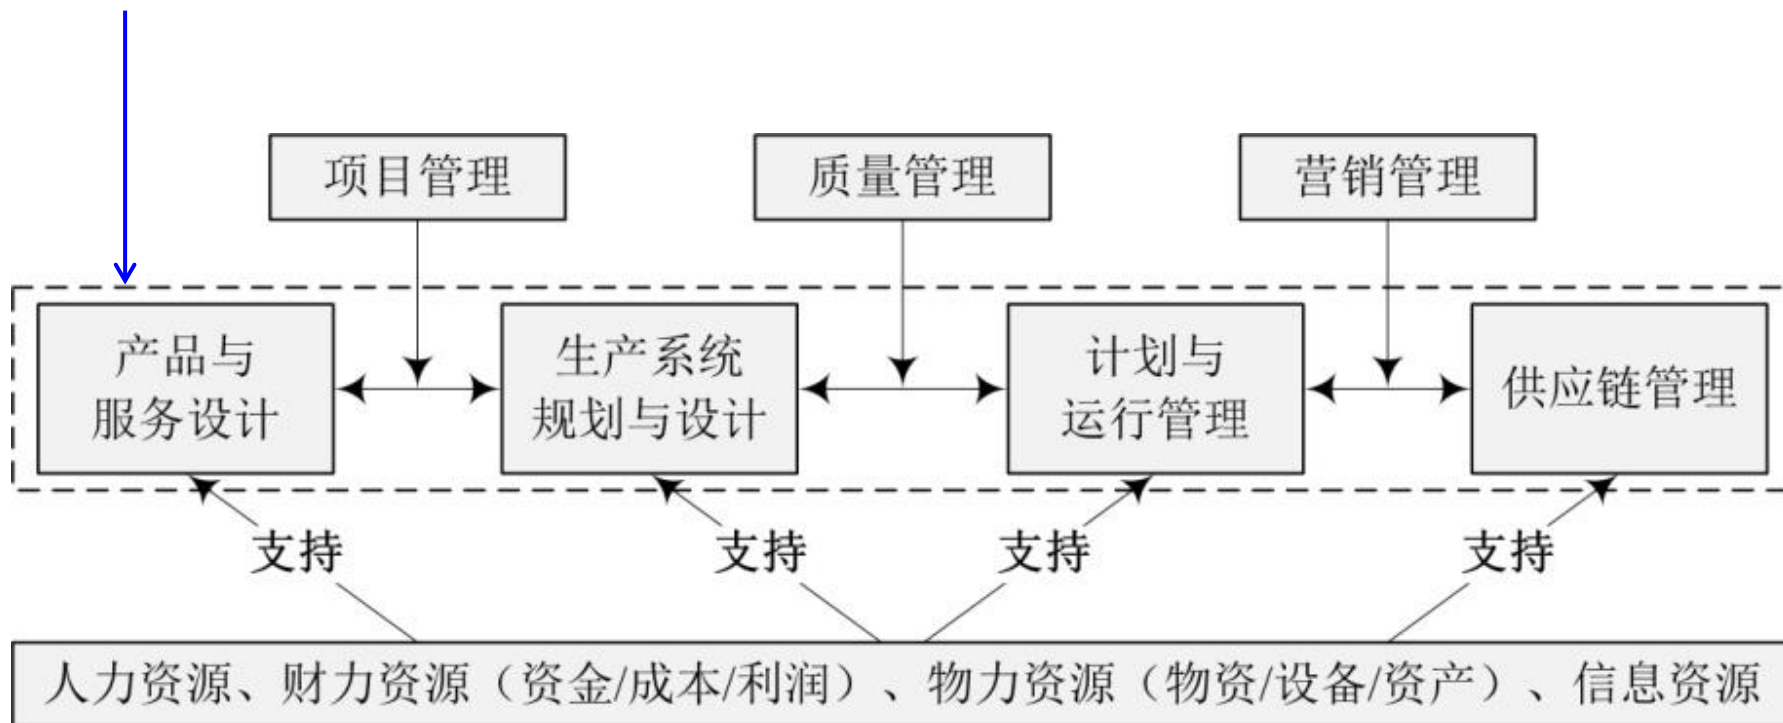 项目管理
质量管理
营销管理
产品与
服务设计
生产系统
规划与设计
计划与
运行管理
供应链管理
支持
支持
支持
支持
人力资源、财力资源（资金/成本/利润）、物力资源（物资/设备/资产）、信息资源